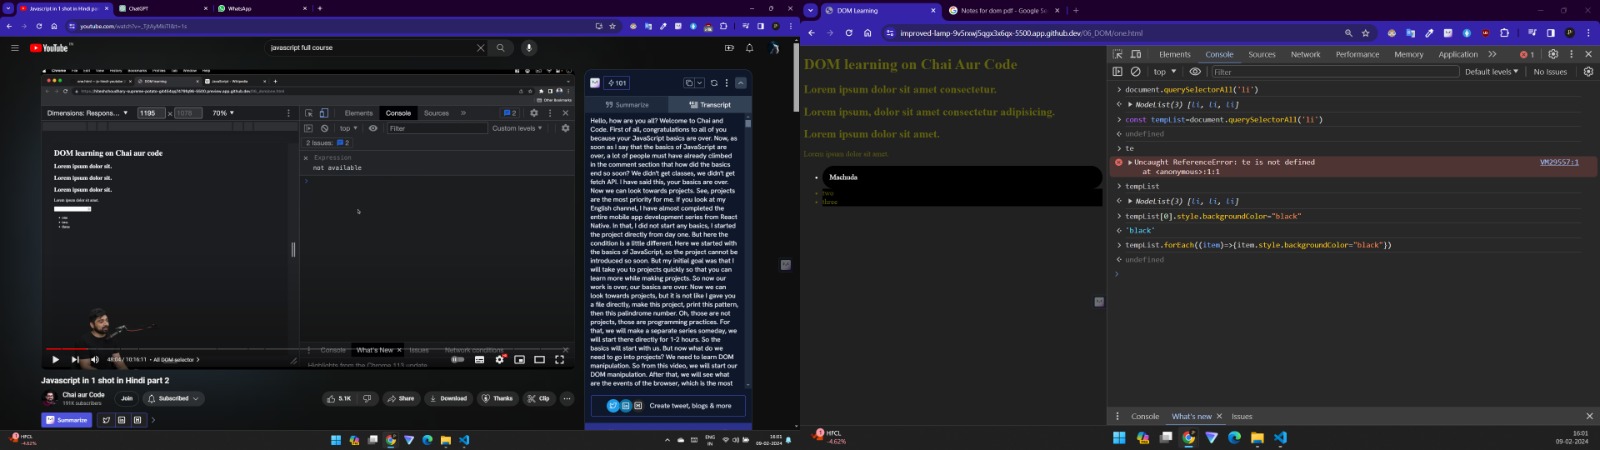 Javascript in 1 shot in Hindi par
ChatGPT
WhatsApp
youtube.com/watch?v=_TjtAyMkiTI&t=1s
YouTube
javascript full course
DOM learning on Chai aur code
Lorem ipsum dolor sit.
Lorem ipsum dolor sit.
Lorem ipsum dolor sit.
Lorem ipsum dolor sit amet
Dimensions: Respons...
1195
70%
Elements
Console
Sources
2
top
Filter
Custom levels
2 Issues: 2
Expression
not available
Console
What's New
Issues
Network conditions
48:04 / 10:16:11 • All DOM selector
101
Summarize
Transcript
Hello, how are you all? Welcome to Chai and
Code. First of all, congratulations to all of you
because your JavaScript basics are over. Now, as
soon as I say that the basics of JavaScript are
over, a lot of people must have already climbed
in the comment section that how did the basics
end so soon? We didn't get classes, we didn't get
fetch API. I have said this, your basics are over.
Now we can look towards projects. See, projects
are the most priority for me. If you look at my
English channel, I have almost completed the
entire mobile app development series from React
Native. In that, I did not start any basics, I started
the project directly from day one. But here the
condition is a little different. Here we started with
the basics of JavaScript, so the project cannot be
introduced so soon. But my initial goal was that I
will take you to projects quickly so that you can
learn more while making projects. So now our
work is over, our basics are over. Now we can
look towards projects, but it is not like I gave you
a file directly, make this project, print this pattern,
then this palindrome number. Oh, those are not
projects, those are programming practices. For
that, we will make a separate series someday, we
will start there directly for 1-2 hours. So the
basics will start with us. But now what do we
need to go into projects? We need to learn DOM
manipulation. So from this video, we will start our
DOM manipulation. After that, we will see what
are the events of the browser, which is the most
Create tweet, blogs & more
Javascript in 1 shot in Hindi part 2
Chai aur Code
Join
Subscribed
5.1K
Share
Download
Thanks
Clip
Summarize
HFCL
-4.62%
ENG
IN
16:01
09-02-2024
DOM Learning
Notes for dom pdf - Google Se
improved-lamp-9v5rxwj5qgx3x6qx-5500.app.github.dev/06_DOM/one.html
DOM learning on Chai Aur Code
Lorem ipsum dolor sit amet consectetur.
Lorem ipsum, dolor sit amet consectetur adipisicing.
Lorem ipsum dolor sit amet.
Lorem ipsum dolor sit amet
Machuda
two
three
Elements
Console
Sources
Network
Performance
Memory
Application
1
top
Filter
Default levels
No Issues
document.querySelectorAll('li')
NodeList(3) [li, li, li]
const tempList=document.querySelectorAll('li')
undefined
te
Uncaught ReferenceError: te is not defined
at <anonymous>:1:1
VM29557:1
tempList
NodeList(3) [li, li, li]
tempList[0].style.backgroundColor="black"
'black'
tempList.forEach((item)=>{item.style.backgroundColor="black"})
undefined
Console
What's new
Issues
HFCL
-4.62%
16:01
09-02-2024